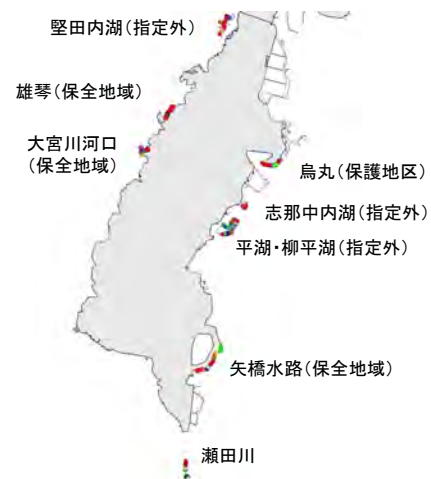 堅田内湖(指定外)
雄琴(保全地域)
大宮川河口
(保全地域)
烏丸(保護地区)
志那中内湖(指定外)
平湖・柳平湖(指定外)
矢橋水路(保全地域)
瀬田川